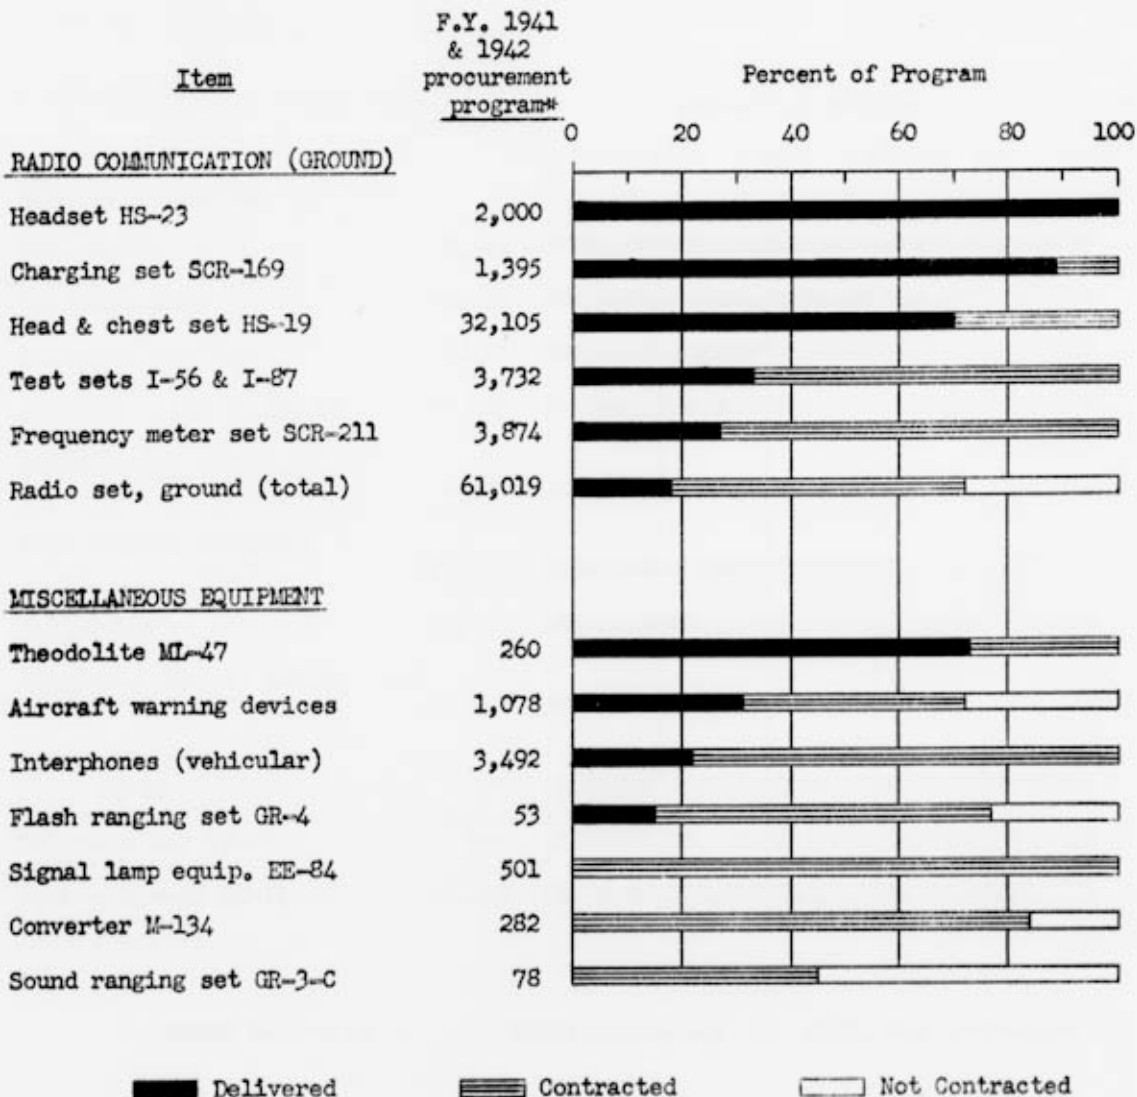 F.Y. 1941
& 1942
Item procurement Percent of Program
program*
0 20 40 60 80 100
RADIO COMMUNICATION (GROUND)
Headset HS-23 2,000
Charging set SCR-169 1,395
Head & chest set HS-19 32,105
Test sets I-56 & I-87 3,732
Frequency meter set SCR-211 3,874
Radio set, ground (total) 61,019
MISCELLANEOUS EQUIPMENT
Theodolite ML-47 260
Aircraft warning devices 1,078
Interphones (vehicular) 3,492
Flash ranging set GR-4 53
Signal lamp equip. EE-84 501
Converter M-134 282
Sound ranging set GR-3-C 78
Delivered Contracted Not Contracted